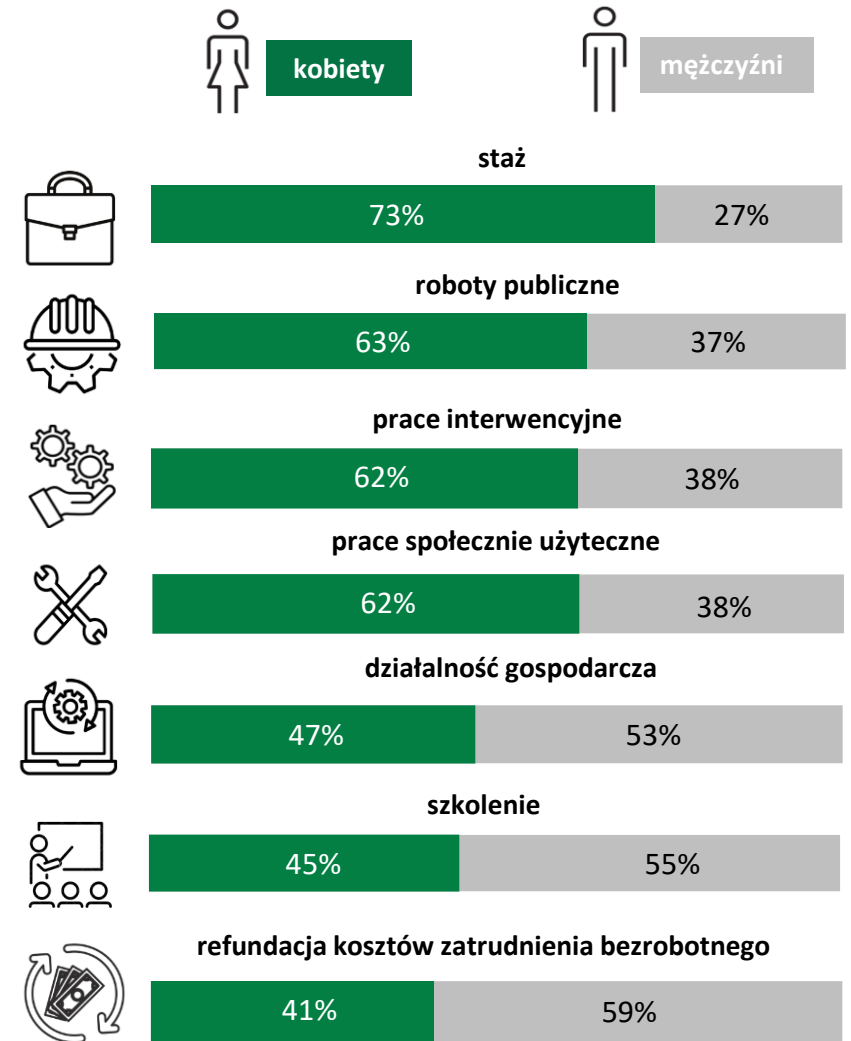 kobiety mężczyźni
staż
73% 27%
roboty publiczne
63% 37%
prace interwencyjne
62% 38%
prace społecznie użyteczne
62% 38%
działalność gospodarcza
47% 53%
szkolenie
45% 55%
refundacja kosztów zatrudnienia bezrobotnego
41% 59%